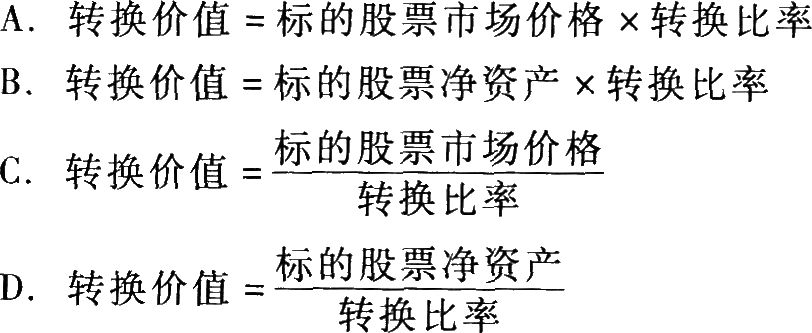 A. 转换价值=标的股票市场价格×转换比率
B. 转换价值=标的股票净资产×转换比率
C. 转换价值=标的股票市场价格
转换比率
D. 转换价值=标的股票净资产
转换比率